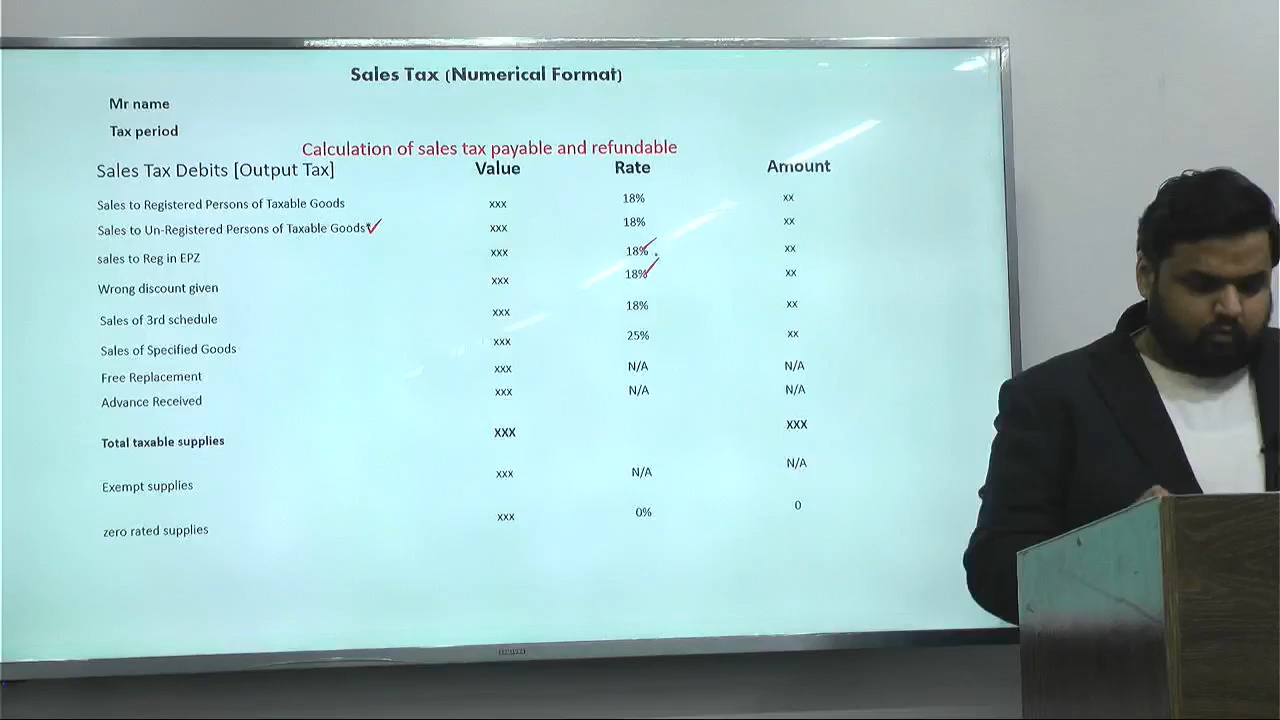 Sales Tax (Numerical Format)
Mr name
Tax period
Calculation of sales tax payable and refundable
Sales Tax Debits [Output Tax] Value Rate Amount
Sales to Registered Persons of Taxable Goods xxx 18% xx
Sales to Un-Registered Persons of Taxable Goods* xxx 18% xx
sales to Reg in EPZ xxx 18% xx
Wrong discount given xxx 18% xx
Sales of 3rd schedule xxx 18% xx
Sales of Specified Goods xxx 25% xx
Free Replacement xxx N/A N/A
Advance Received xxx N/A N/A
Total taxable supplies XXX XXX
Exempt supplies xxx N/A N/A
zero rated supplies xxx 0% 0
SAMSUNG